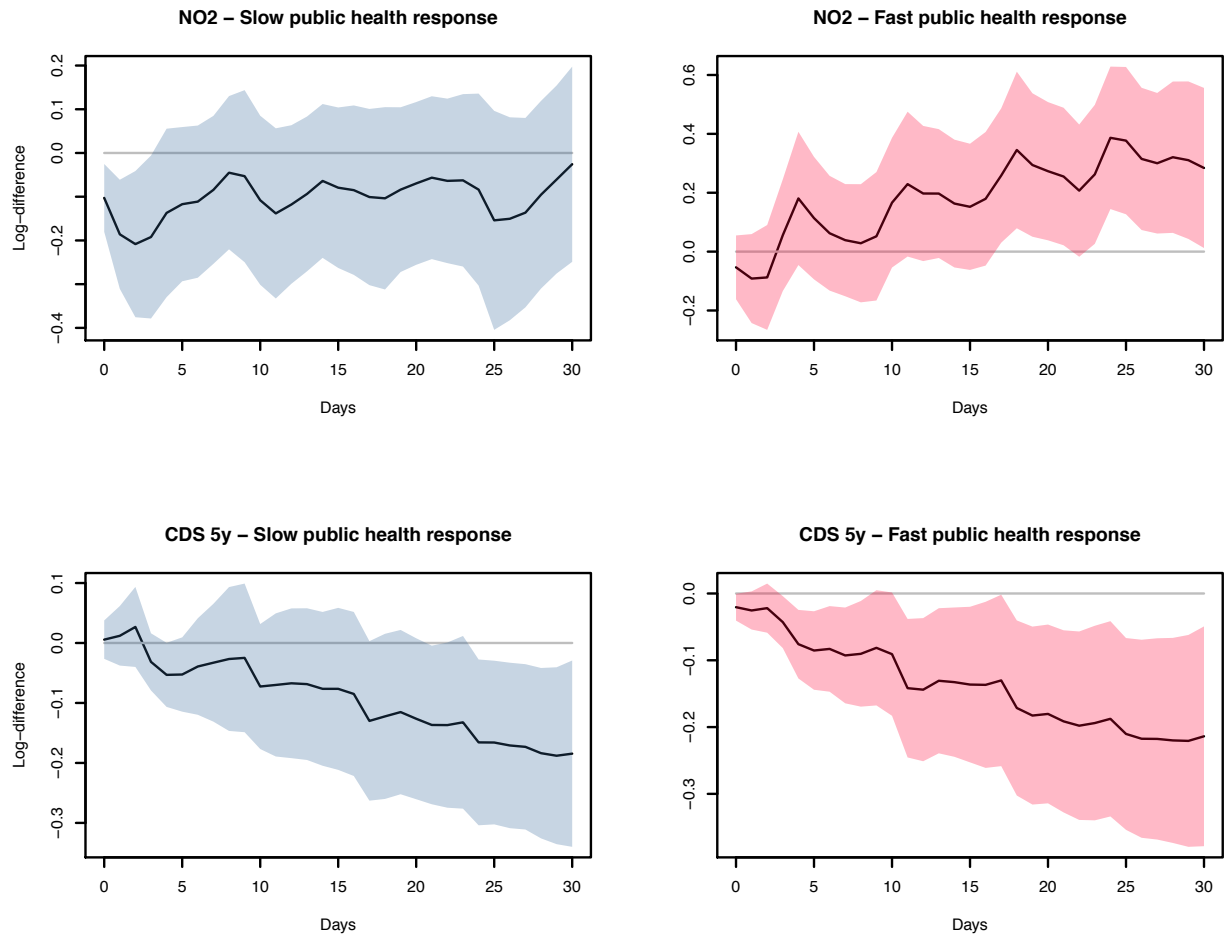 NO2 – Slow public health response
Log−difference
0.2
0.1
0.0
−0.2
−0.4
0 5 10 15 20 25 30
Days
NO2 – Fast public health response
0.6
0.4
0.2
0.0
−0.2
0 5 10 15 20 25 30
Days
CDS 5y – Slow public health response
Log−difference
0.1
0.0
−0.1
−0.2
−0.3
0 5 10 15 20 25 30
Days
CDS 5y – Fast public health response
0.0
−0.1
−0.2
−0.3
0 5 10 15 20 25 30
Days